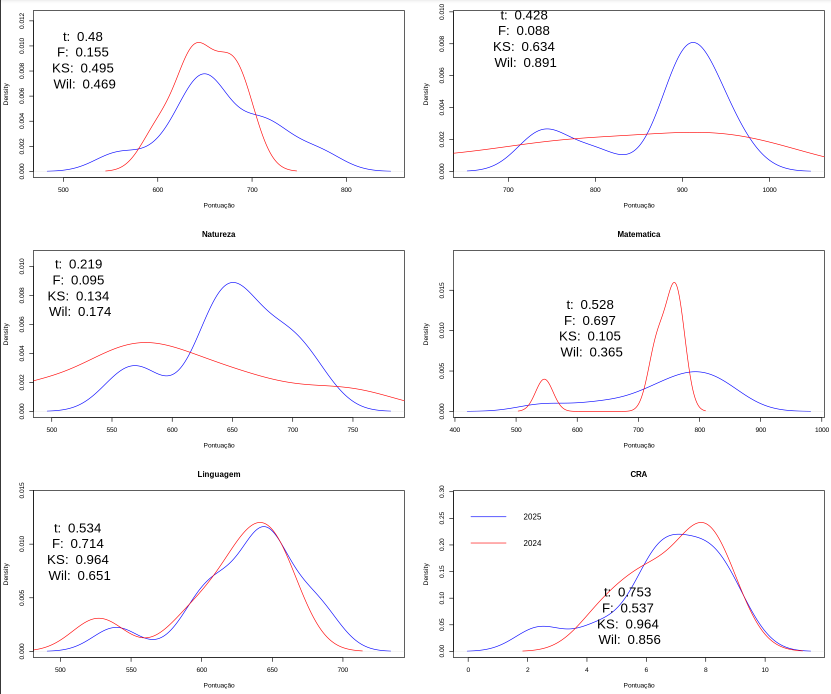 t: 0.48
F: 0.155
KS: 0.495
Wil: 0.469
Density
0.000 0.002 0.004 0.006 0.008 0.010 0.012
500 600 700 800
Pontuação
t: 0.428
F: 0.088
KS: 0.634
Wil: 0.891
Density
0.000 0.002 0.004 0.006 0.008 0.010
700 800 900 1000
Pontuação
Natureza
t: 0.219
F: 0.095
KS: 0.134
Wil: 0.174
Density
0.000 0.002 0.004 0.006 0.008 0.010
500 550 600 650 700 750
Pontuação
Matematica
t: 0.528
F: 0.697
KS: 0.105
Wil: 0.365
Density
0.000 0.005 0.010 0.015
400 500 600 700 800 900 1000
Pontuação
Linguagem
t: 0.534
F: 0.714
KS: 0.964
Wil: 0.651
Density
0.000 0.005 0.010 0.015
500 550 600 650 700
Pontuação
CRA
2025
2024
t: 0.753
F: 0.537
KS: 0.964
Wil: 0.856
Density
0.00 0.05 0.10 0.15 0.20 0.25 0.30
0 2 4 6 8 10
Pontuação